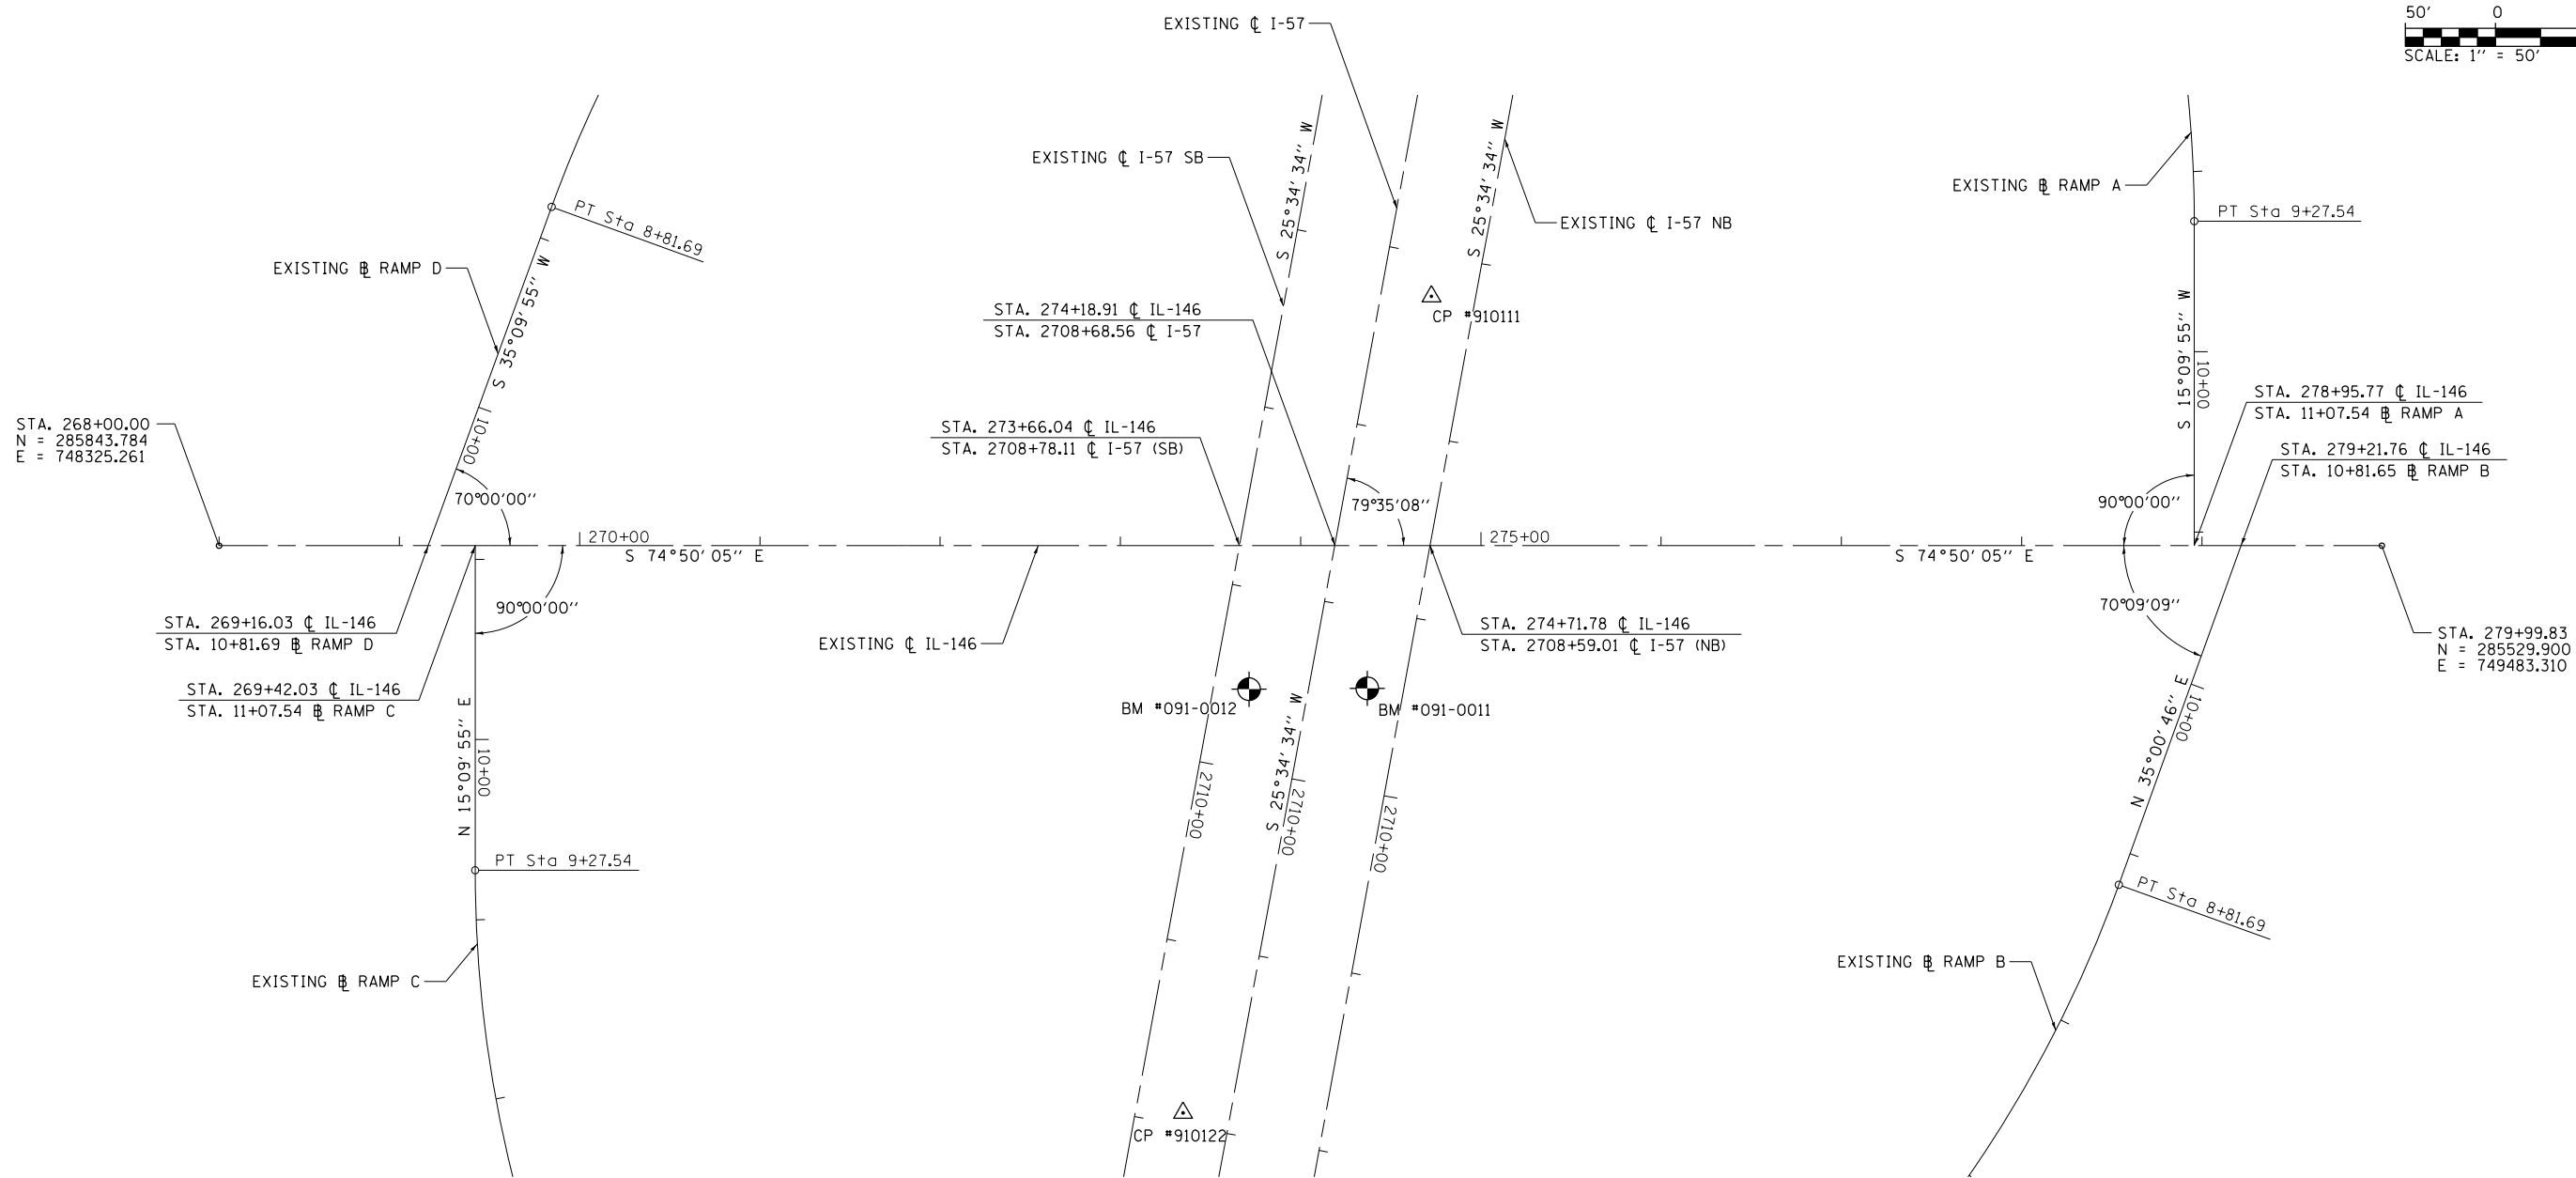 50' 0
SCALE: 1'' = 50'
EXISTING ℄ I-57
EXISTING ℄ I-57 SB
S 25°34'34'' W
S 25°34'34'' W
EXISTING ℄ I-57 NB
EXISTING B̲L RAMP A
PT Sta 9+27.54
PT Sta 8+81.69
EXISTING B̲L RAMP D
S 35°09'55'' W
10+00
STA. 274+18.91 ℄ IL-146
STA. 2708+68.56 ℄ I-57
CP #910111
S 15°09'55'' W
10+00
STA. 278+95.77 ℄ IL-146
STA. 11+07.54 B̲L RAMP A
STA. 268+00.00
N = 285843.784
E = 748325.261
STA. 273+66.04 ℄ IL-146
STA. 2708+78.11 ℄ I-57 (SB)
STA. 279+21.76 ℄ IL-146
STA. 10+81.65 B̲L RAMP B
70°00'00''
79°35'08''
90°00'00''
270+00
275+00
S 74°50'05'' E
S 74°50'05'' E
90°00'00''
70°09'09''
STA. 269+16.03 ℄ IL-146
STA. 10+81.69 B̲L RAMP D
EXISTING ℄ IL-146
STA. 274+71.78 ℄ IL-146
STA. 2708+59.01 ℄ I-57 (NB)
STA. 279+99.83
N = 285529.900
E = 749483.310
STA. 269+42.03 ℄ IL-146
STA. 11+07.54 B̲L RAMP C
BM #091-0012
BM #091-0011
N 15°09'55'' E
10+00
S 25°34'34'' W
2710+00
2710+00
2710+00
N 35°00'46'' E
10+00
PT Sta 9+27.54
PT Sta 8+81.69
EXISTING B̲L RAMP C
EXISTING B̲L RAMP B
CP #910122